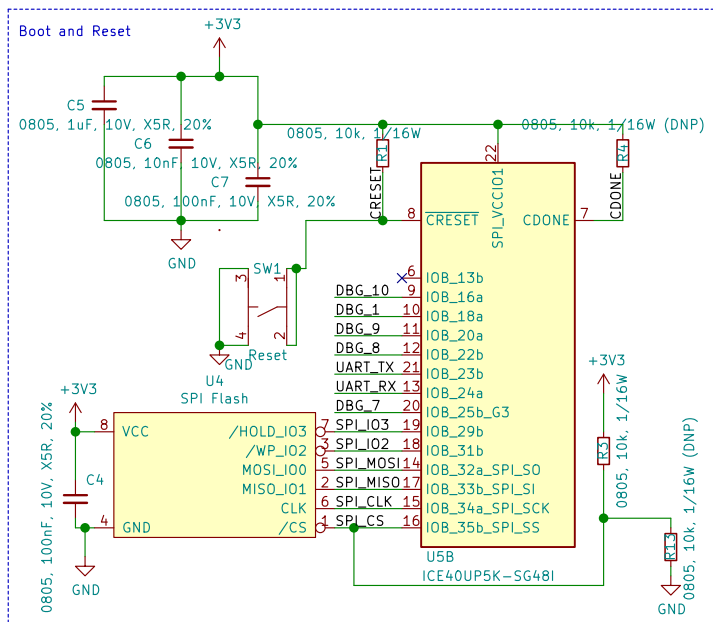 Boot and Reset
+3V3
C5
0805, 1uF, 10V, X5R, 20%
C6
0805, 10nF, 10V, X5R, 20%
C7
0805, 100nF, 10V, X5R, 20%
GND
0805, 10k, 1/16W
R1
CRESET
0805, 10k, 1/16W (DNP)
R4
CDONE
22
SPI_VCCIO1
8
CRESET
CDONE
7
SW1
3
1
4
2
Reset
GND
6
IOB_13b
DBG_10
9
IOB_16a
DBG_1
10
IOB_18a
DBG_9
11
IOB_20a
DBG_8
12
IOB_22b
UART_TX
21
IOB_23b
UART_RX
13
IOB_24a
DBG_7
20
IOB_25b_G3
SPI_IO3
19
IOB_29b
SPI_IO2
18
IOB_31b
SPI_MOSI
14
IOB_32a_SPI_SO
SPI_MISO
17
IOB_33b_SPI_SI
SPI_CLK
15
IOB_34a_SPI_SCK
SPI_CS
16
IOB_35b_SPI_SS
U5B
ICE40UP5K-SG48I
U4
SPI Flash
+3V3
8
VCC
4
GND
/HOLD_IO3
7
/WP_IO2
3
MOSI_IO0
5
MISO_IO1
2
CLK
6
/CS
1
C4
0805, 100nF, 10V, X5R, 20%
GND
+3V3
R3
0805, 10k, 1/16W
R13
0805, 10k, 1/16W (DNP)
GND